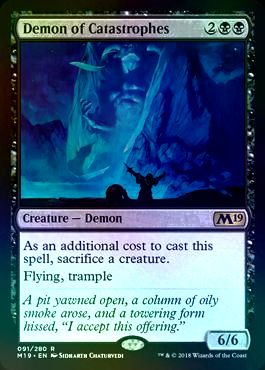 Demon of Catastrophes 2
Creature — Demon M19
As an additional cost to cast this
spell, sacrifice a creature.
Flying, trample
A pit yawned open, a column of oily
smoke arose, and a towering form
hissed, “I accept this offering.”
6/6
091/280 R
M19 • EN Sidharth Chaturvedi ™ & © 2018 Wizards of the Coast